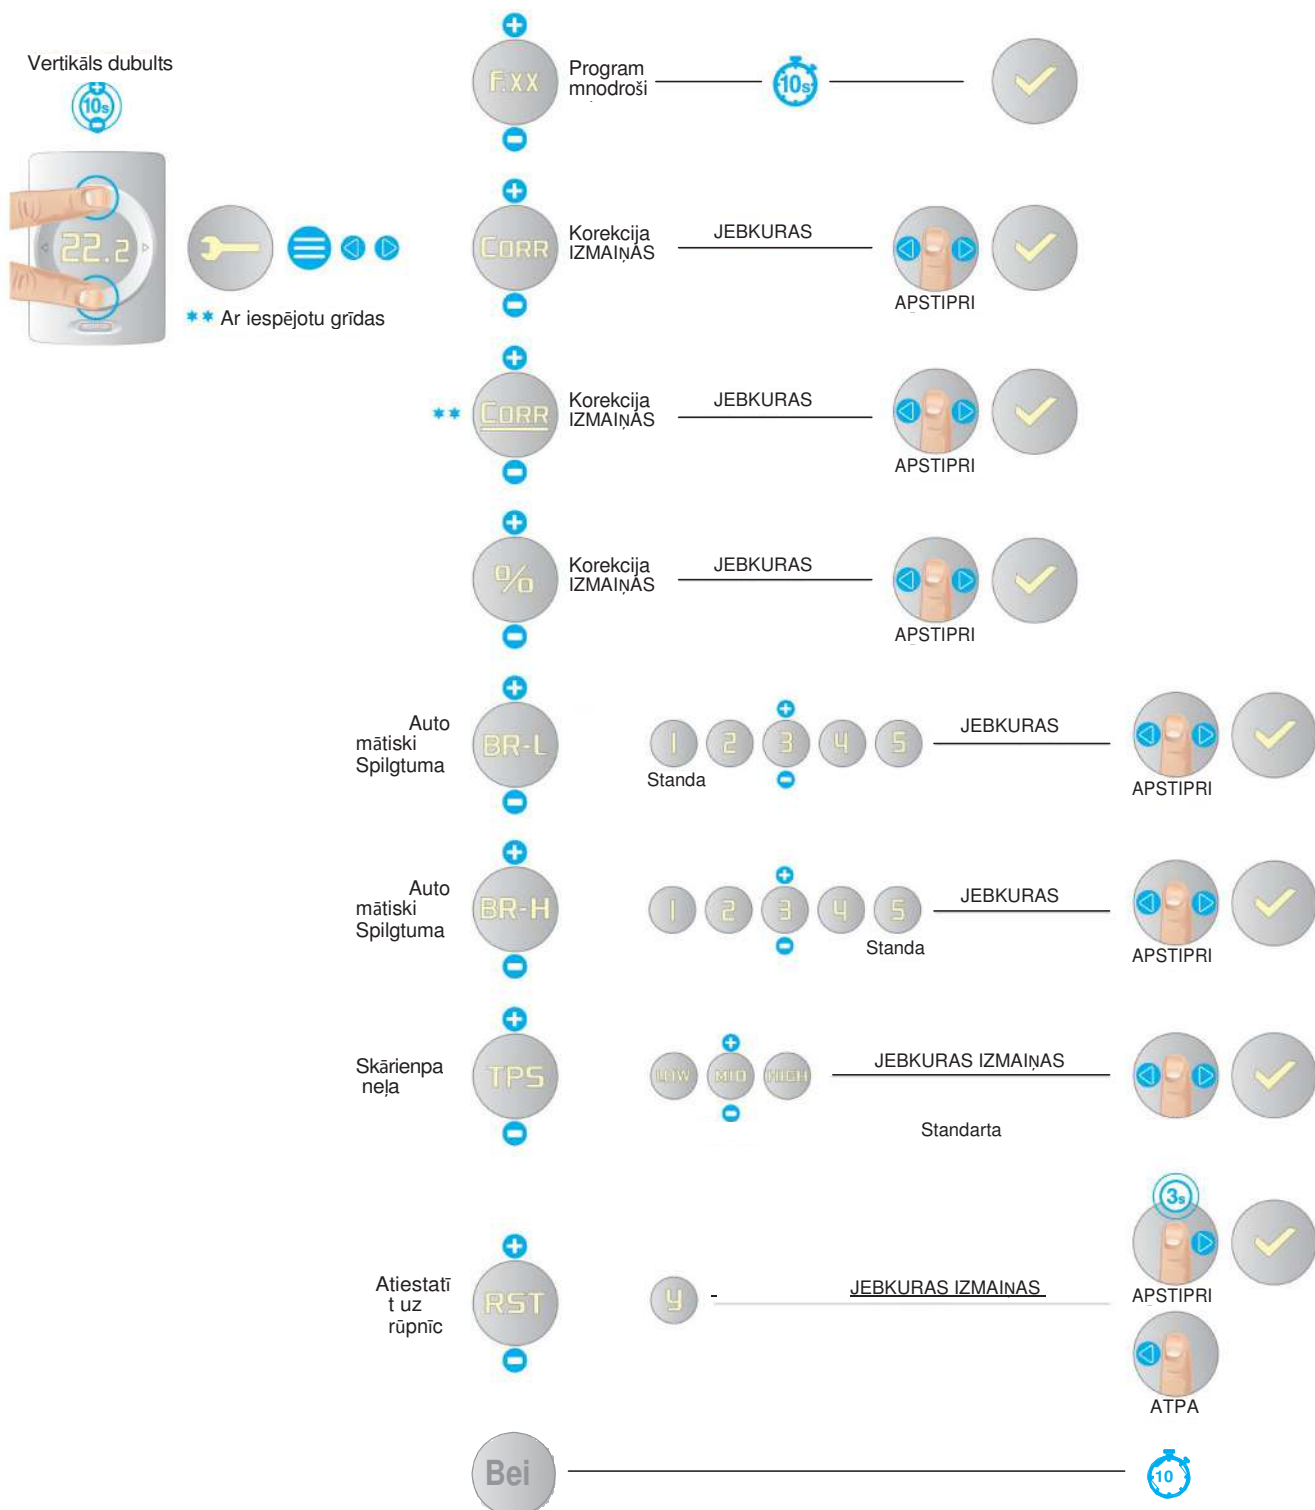 Vertikāls dubults
10s
22.2
** Ar iespējotu grīdas
F.XX
Program
mnodroši
10s
CORR
Korekcija
IZMAIŅAS
JEBKURAS
APSTIPRI
**
CORR
Korekcija
IZMAIŅAS
JEBKURAS
APSTIPRI
%
Korekcija
IZMAIŅAS
JEBKURAS
APSTIPRI
Auto
mātiski
Spilgtuma
BR-L
1 2 3 4 5
Standa
JEBKURAS
APSTIPRI
Auto
mātiski
Spilgtuma
BR-H
1 2 3 4 5
Standa
JEBKURAS
APSTIPRI
Skārienpa
neļa
TPS
LOW MID HIGH
JEBKURAS IZMAIŅAS
Standarta
Atiestatī
t uz
rūpnīc
RST
y
JEBKURAS IZMAIņAS
3s
APSTIPRI
ATPA
Bei
10